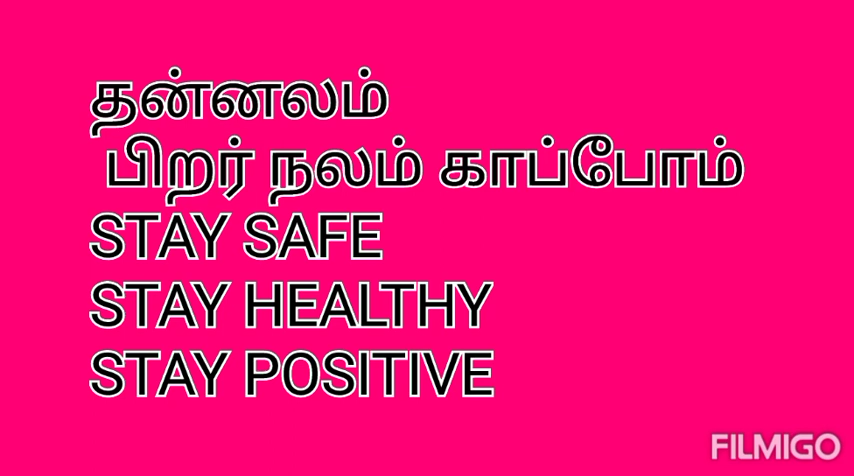 தன்னலம்
பிறர் நலம் காப்போம்
STAY SAFE
STAY HEALTHY
STAY POSITIVE
FILMIGO